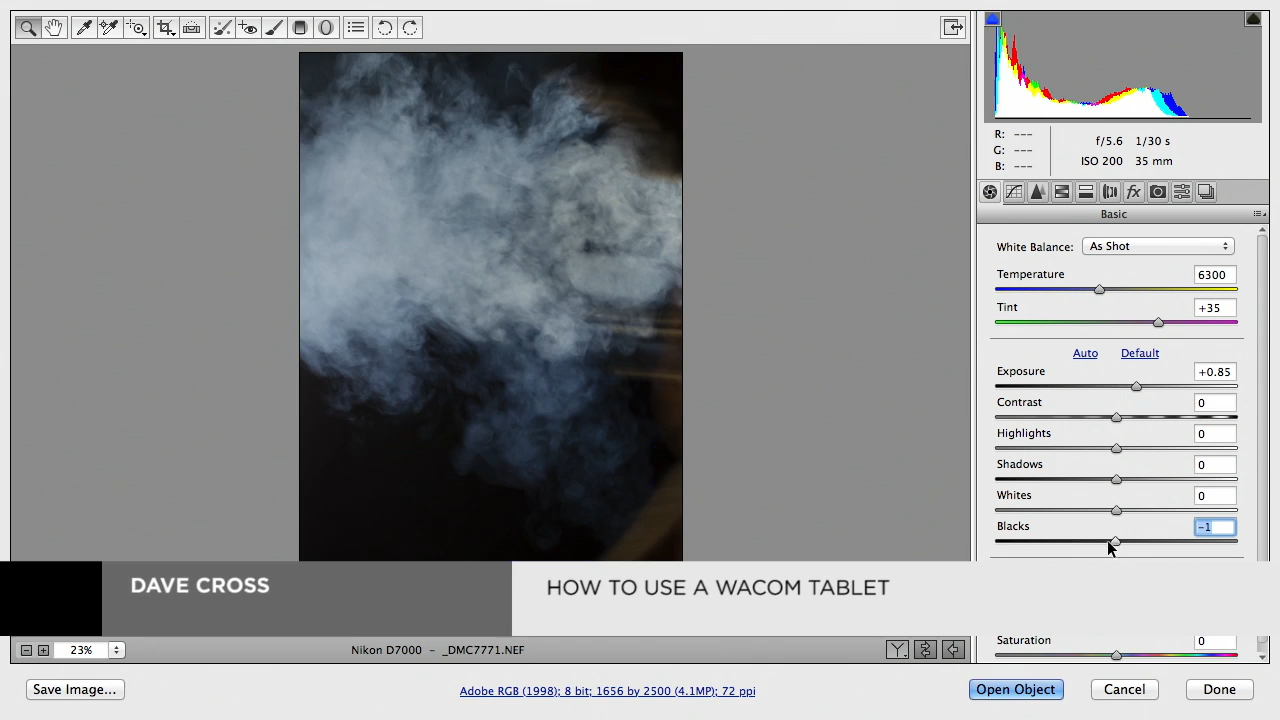 R: ---
G: ---
B: ---
f/5.6 1/30 s
ISO 200 35 mm
fx
Basic
White Balance: As Shot
Temperature 6300
Tint +35
Auto Default
Exposure +0.85
Contrast 0
Highlights 0
Shadows 0
Whites 0
Blacks -1
DAVE CROSS
HOW TO USE A WACOM TABLET
Saturation 0
23%
Nikon D7000 - _DMC7771.NEF
Y
Save Image...
Adobe RGB (1998); 8 bit; 1656 by 2500 (4.1MP); 72 ppi
Open Object
Cancel
Done